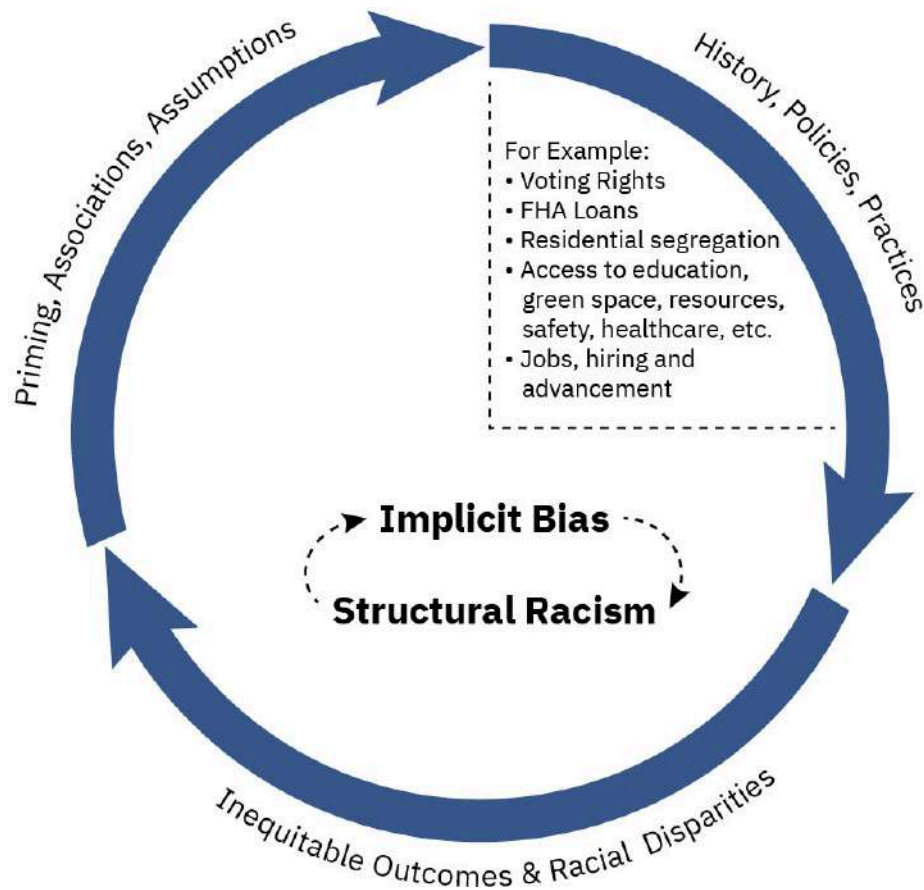 Priming, Associations, Assumptions
History, Policies, Practices
For Example:
• Voting Rights
• FHA Loans
• Residential segregation
• Access to education,
green space, resources,
safety, healthcare, etc.
• Jobs, hiring and
advancement
Implicit Bias
Structural Racism
Inequitable Outcomes & Racial Disparities